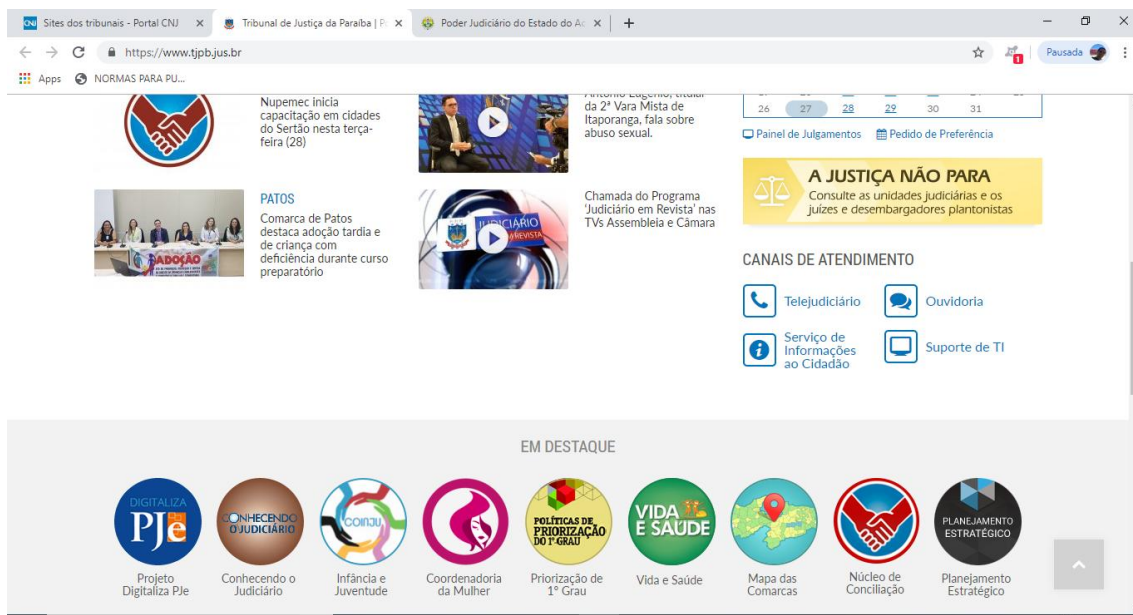 Sites dos tribunais - Portal CNJ
Tribunal de Justiça da Paraíba | P
Poder Judiciário do Estado do Ac
https://www.tjpb.jus.br
Pausada
Apps
NORMAS PARA PU...
Nupemec inicia
capacitação em cidades
do Sertão nesta terça-
feira (28)
Antônio Eugênio, titular
da 2ª Vara Mista de
Itaporanga, fala sobre
abuso sexual.
26 27 28 29 30 31
Painel de Julgamentos
Pedido de Preferência
A JUSTIÇA NÃO PARA
Consulte as unidades judiciárias e os
juízes e desembargadores plantonistas
PATOS
Comarca de Patos
destaca adoção tardia e
de criança com
deficiência durante curso
preparatório
ADOÇÃO
JUDICIÁRIO
REVISTA
Chamada do Programa
'Judiciário em Revista' nas
TVs Assembleia e Câmara
CANAIS DE ATENDIMENTO
Telejudiciário
Ouvidoria
Serviço de
Informações
ao Cidadão
Suporte de TI
EM DESTAQUE
DIGITALIZA
PJe
CONHECENDO
O JUDICIÁRIO
COINJU
POLÍTICAS DE
PRIORIZAÇÃO
DO 1º GRAU
VIDA
E SAÚDE
PLANEJAMENTO
ESTRATÉGICO
Projeto
Digitaliza PJe
Conhecendo o
Judiciário
Infância e
Juventude
Coordenadoria
da Mulher
Priorização de
1º Grau
Vida e Saúde
Mapa das
Comarcas
Núcleo de
Conciliação
Planejamento
Estratégico